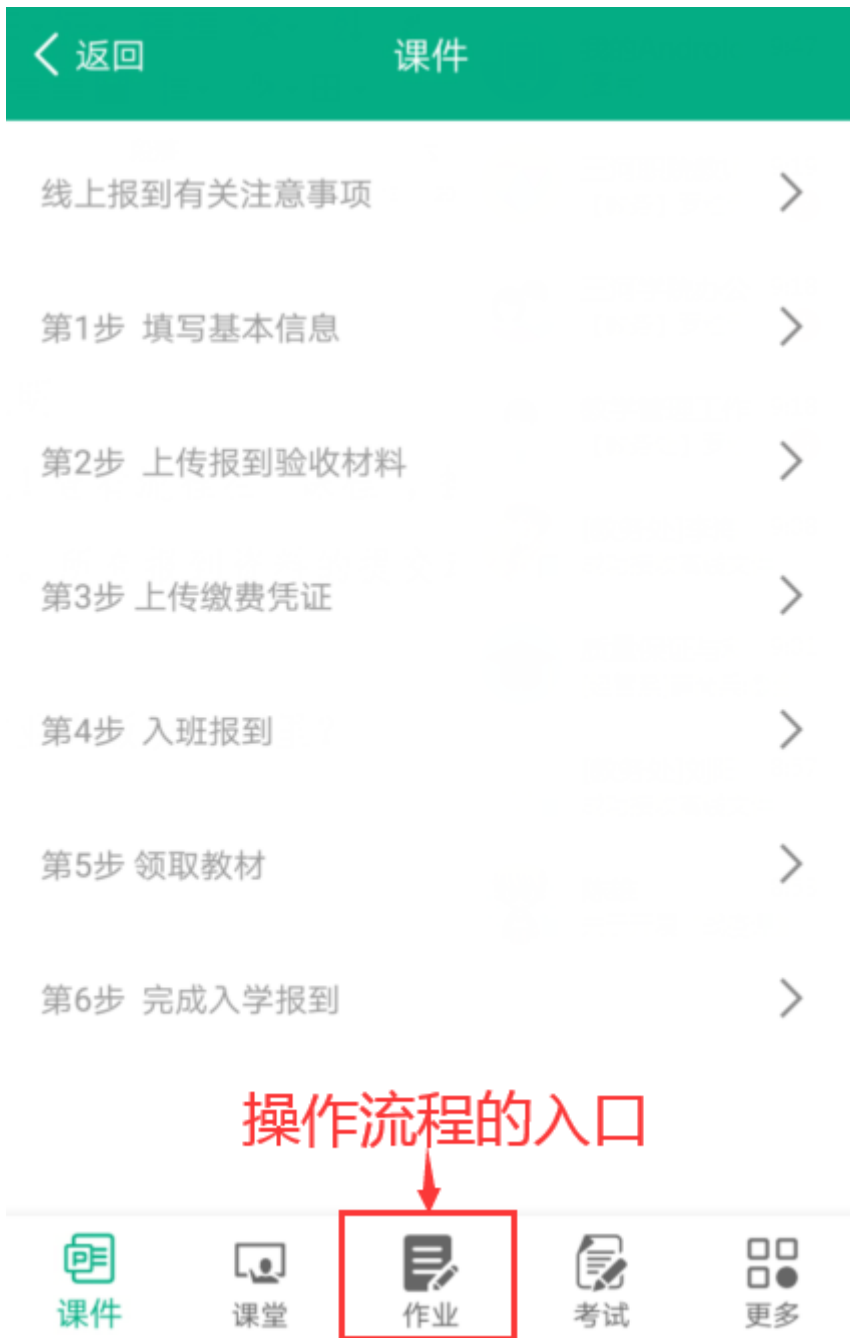 返回 课件
线上报到有关注意事项
第1步 填写基本信息
第2步 上传报到验收材料
第3步 上传缴费凭证
第4步 入班报到
第5步 领取教材
第6步 完成入学报到
操作流程的入口
课件 课堂 作业 考试 更多